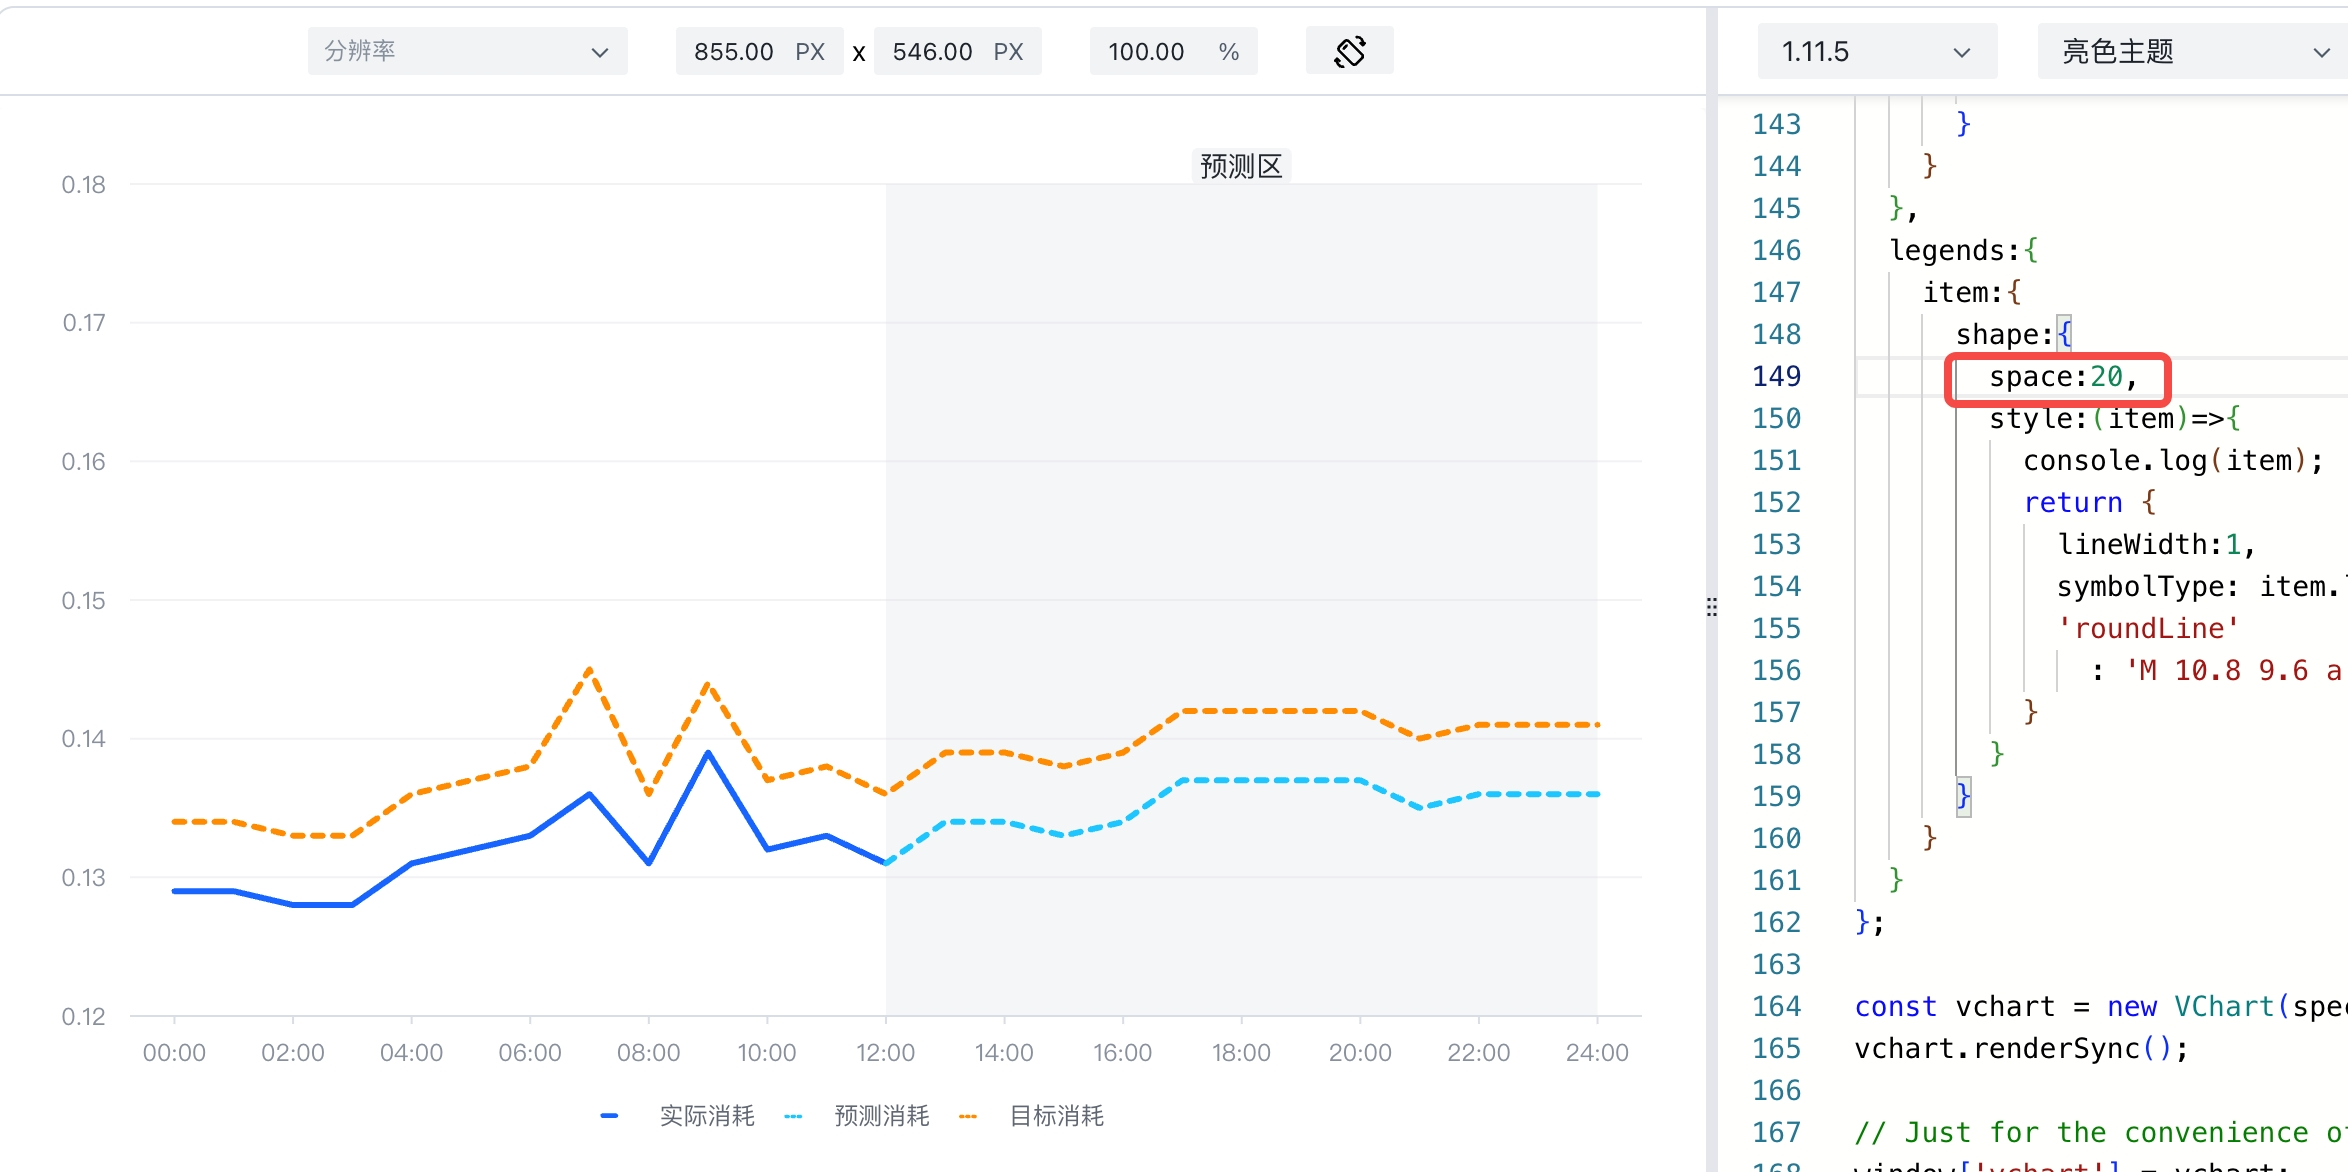 分辨率 855.00 PX x 546.00 PX 100.00 %
预测区
0.18
0.17
0.16
0.15
0.14
0.13
0.12
00:00 02:00 04:00 06:00 08:00 10:00 12:00 14:00 16:00 18:00 20:00 22:00 24:00
实际消耗 预测消耗 目标消耗
1.11.5 亮色主题
143 }
144 }
145 },
146 legends:{
147 item:{
148 shape:{
149 space:20,
150 style:(item)=>{
151 console.log(item);
152 return {
153 lineWidth:1,
154 symbolType: item.
155 'roundLine'
156 : 'M 10.8 9.6 a
157 }
158 }
159 }
160 }
161 }
162 };
163
164 const vchart = new VChart(spe
165 vchart.renderSync();
166
167 // Just for the convenience o
168 window['vchart'] = vchart;